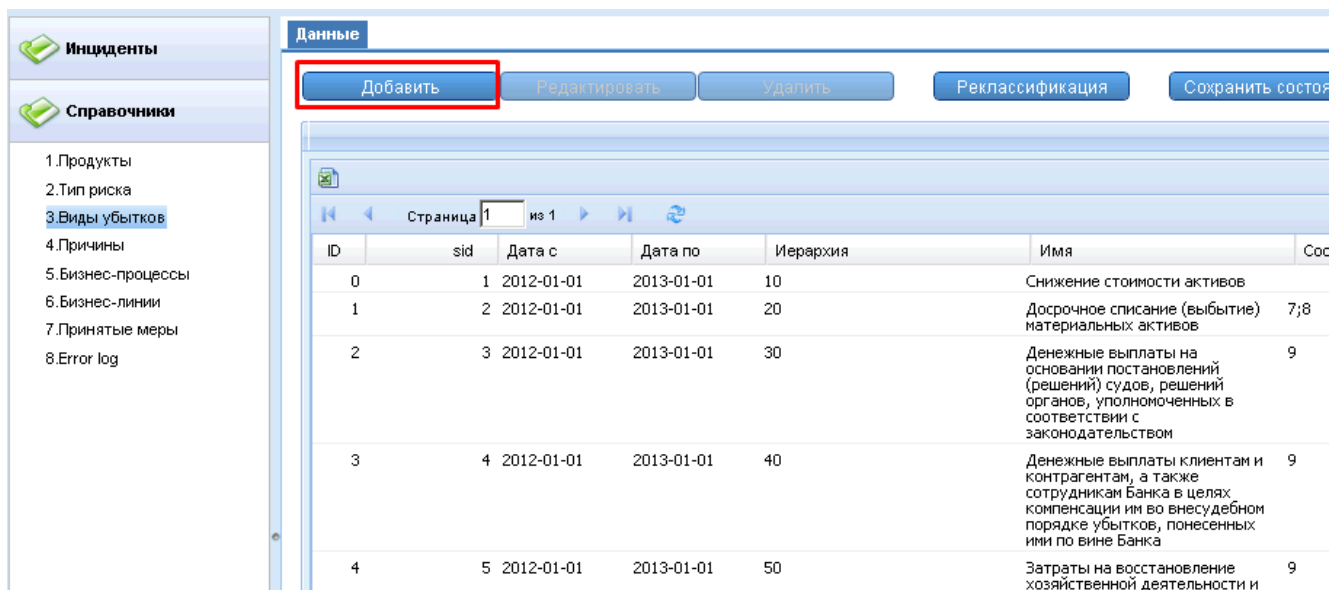 Инциденты
Справочники
1.Продукты
2.Тип риска
3.Виды убытков
4.Причины
5.Бизнес-процессы
6.Бизнес-линии
7.Принятые меры
8.Error log
Данные
Добавить Редактировать Удалить Реклассификация Сохранить состоя
Страница 1 из 1
ID sid Дата с Дата по Иерархия Имя Сос
0 1 2012-01-01 2013-01-01 10 Снижение стоимости активов
1 2 2012-01-01 2013-01-01 20 Досрочное списание (выбытие) 7;8
материальных активов
2 3 2012-01-01 2013-01-01 30 Денежные выплаты на 9
основании постановлений
(решений) судов, решений
органов, уполномоченных в
соответствии с
законодательством
3 4 2012-01-01 2013-01-01 40 Денежные выплаты клиентам и 9
контрагентам, а также
сотрудникам Банка в целях
компенсации им во внесудебном
порядке убытков, понесенных
ими по вине Банка
4 5 2012-01-01 2013-01-01 50 Затраты на восстановление 9
хозяйственной деятельности и